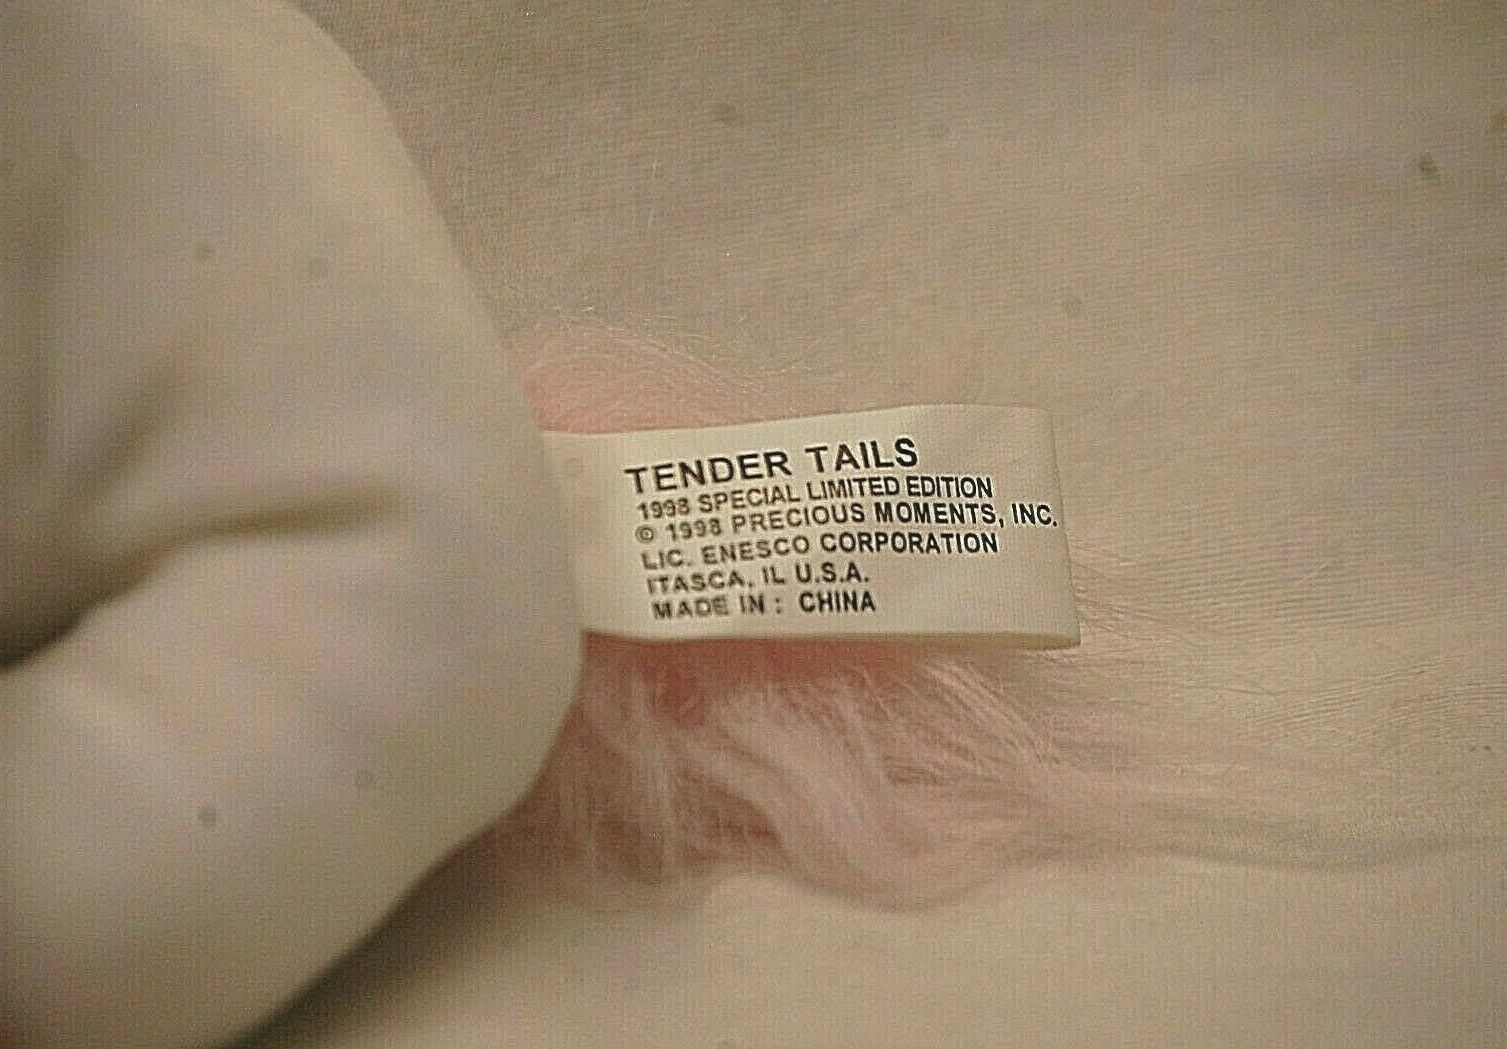 TENDER TAILS
1998 SPECIAL LIMITED EDITION
© 1998 PRECIOUS MOMENTS, INC.
LIC. ENESCO CORPORATION
ITASCA, IL U.S.A.
MADE IN : CHINA